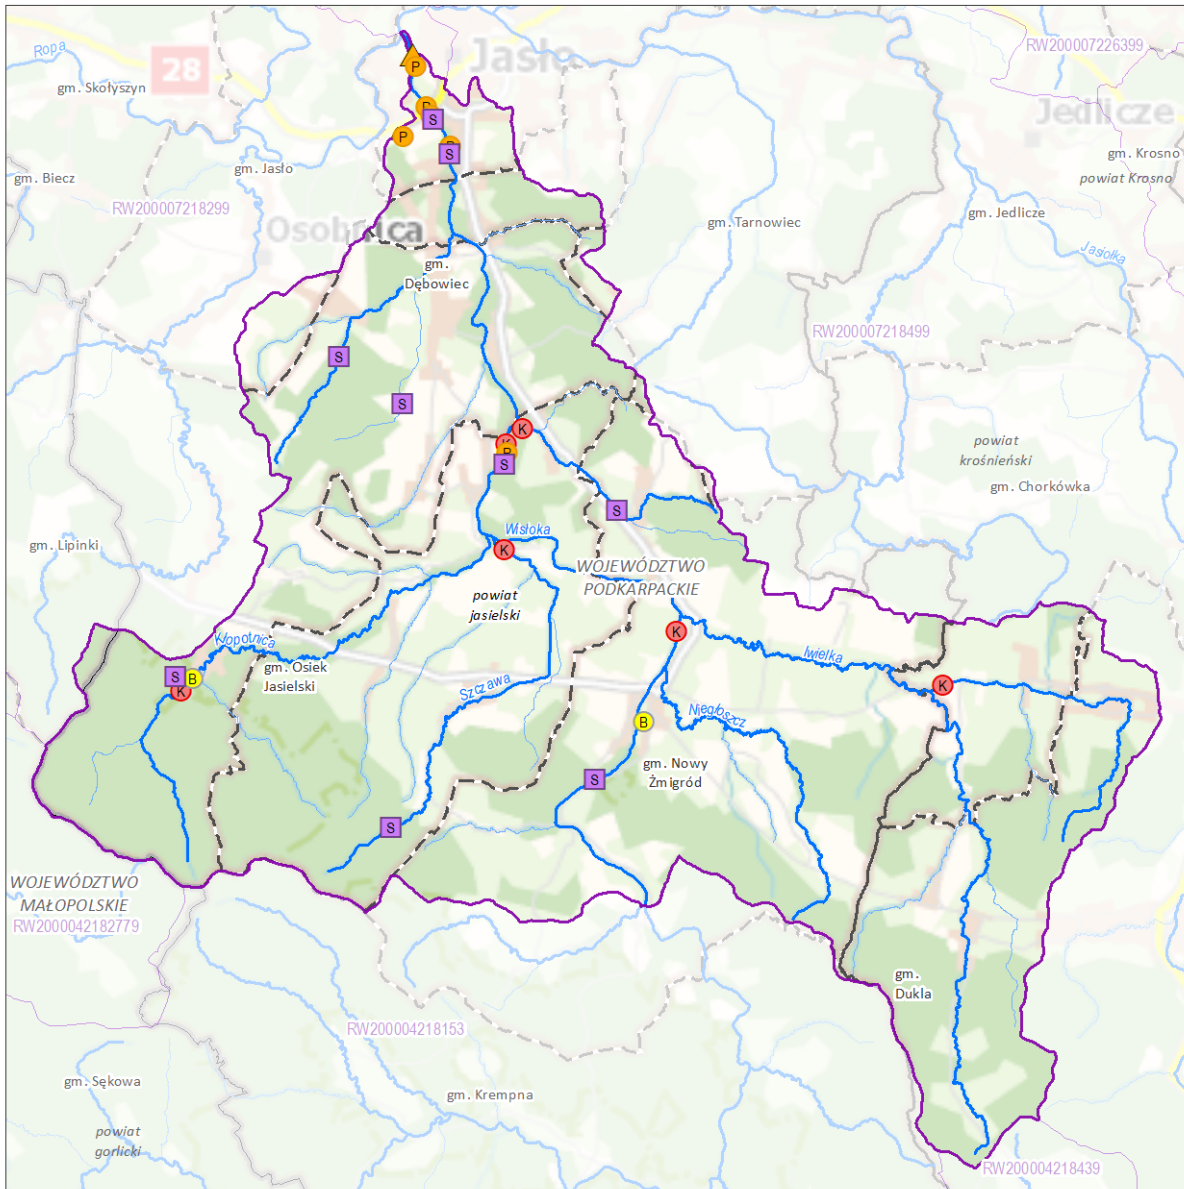 Ropa
Jasło
RW200007226399
28
gm. Skołyszyn
P
Jedlicze
P
S
P
S
gm. Krosno
powiat Krosno
gm. Biecz
gm. Jasło
RW200007218299
Osobnica
gm. Tarnowiec
gm. Jedlicze
Jasiołka
gm.
Dębowiec
RW200007218499
S
S
K
K
P
S
powiat
krośnieński
gm. Chorkówka
S
Wisłoka
gm. Lipinki
K
WOJEWÓDZTWO
PODKARPACKIE
powiat
jasielski
K
Kłopotnica
Iwielka
gm. Osiek
Jasielski
S
B
K
Szczawa
K
Niegłoszcz
B
gm. Nowy
Żmigród
S
S
WOJEWÓDZTWO
MAŁOPOLSKIE
RW2000042182779
gm.
Dukla
RW200004218153
gm. Sękowa
gm. Krempna
powiat
gorlicki
RW200004218439